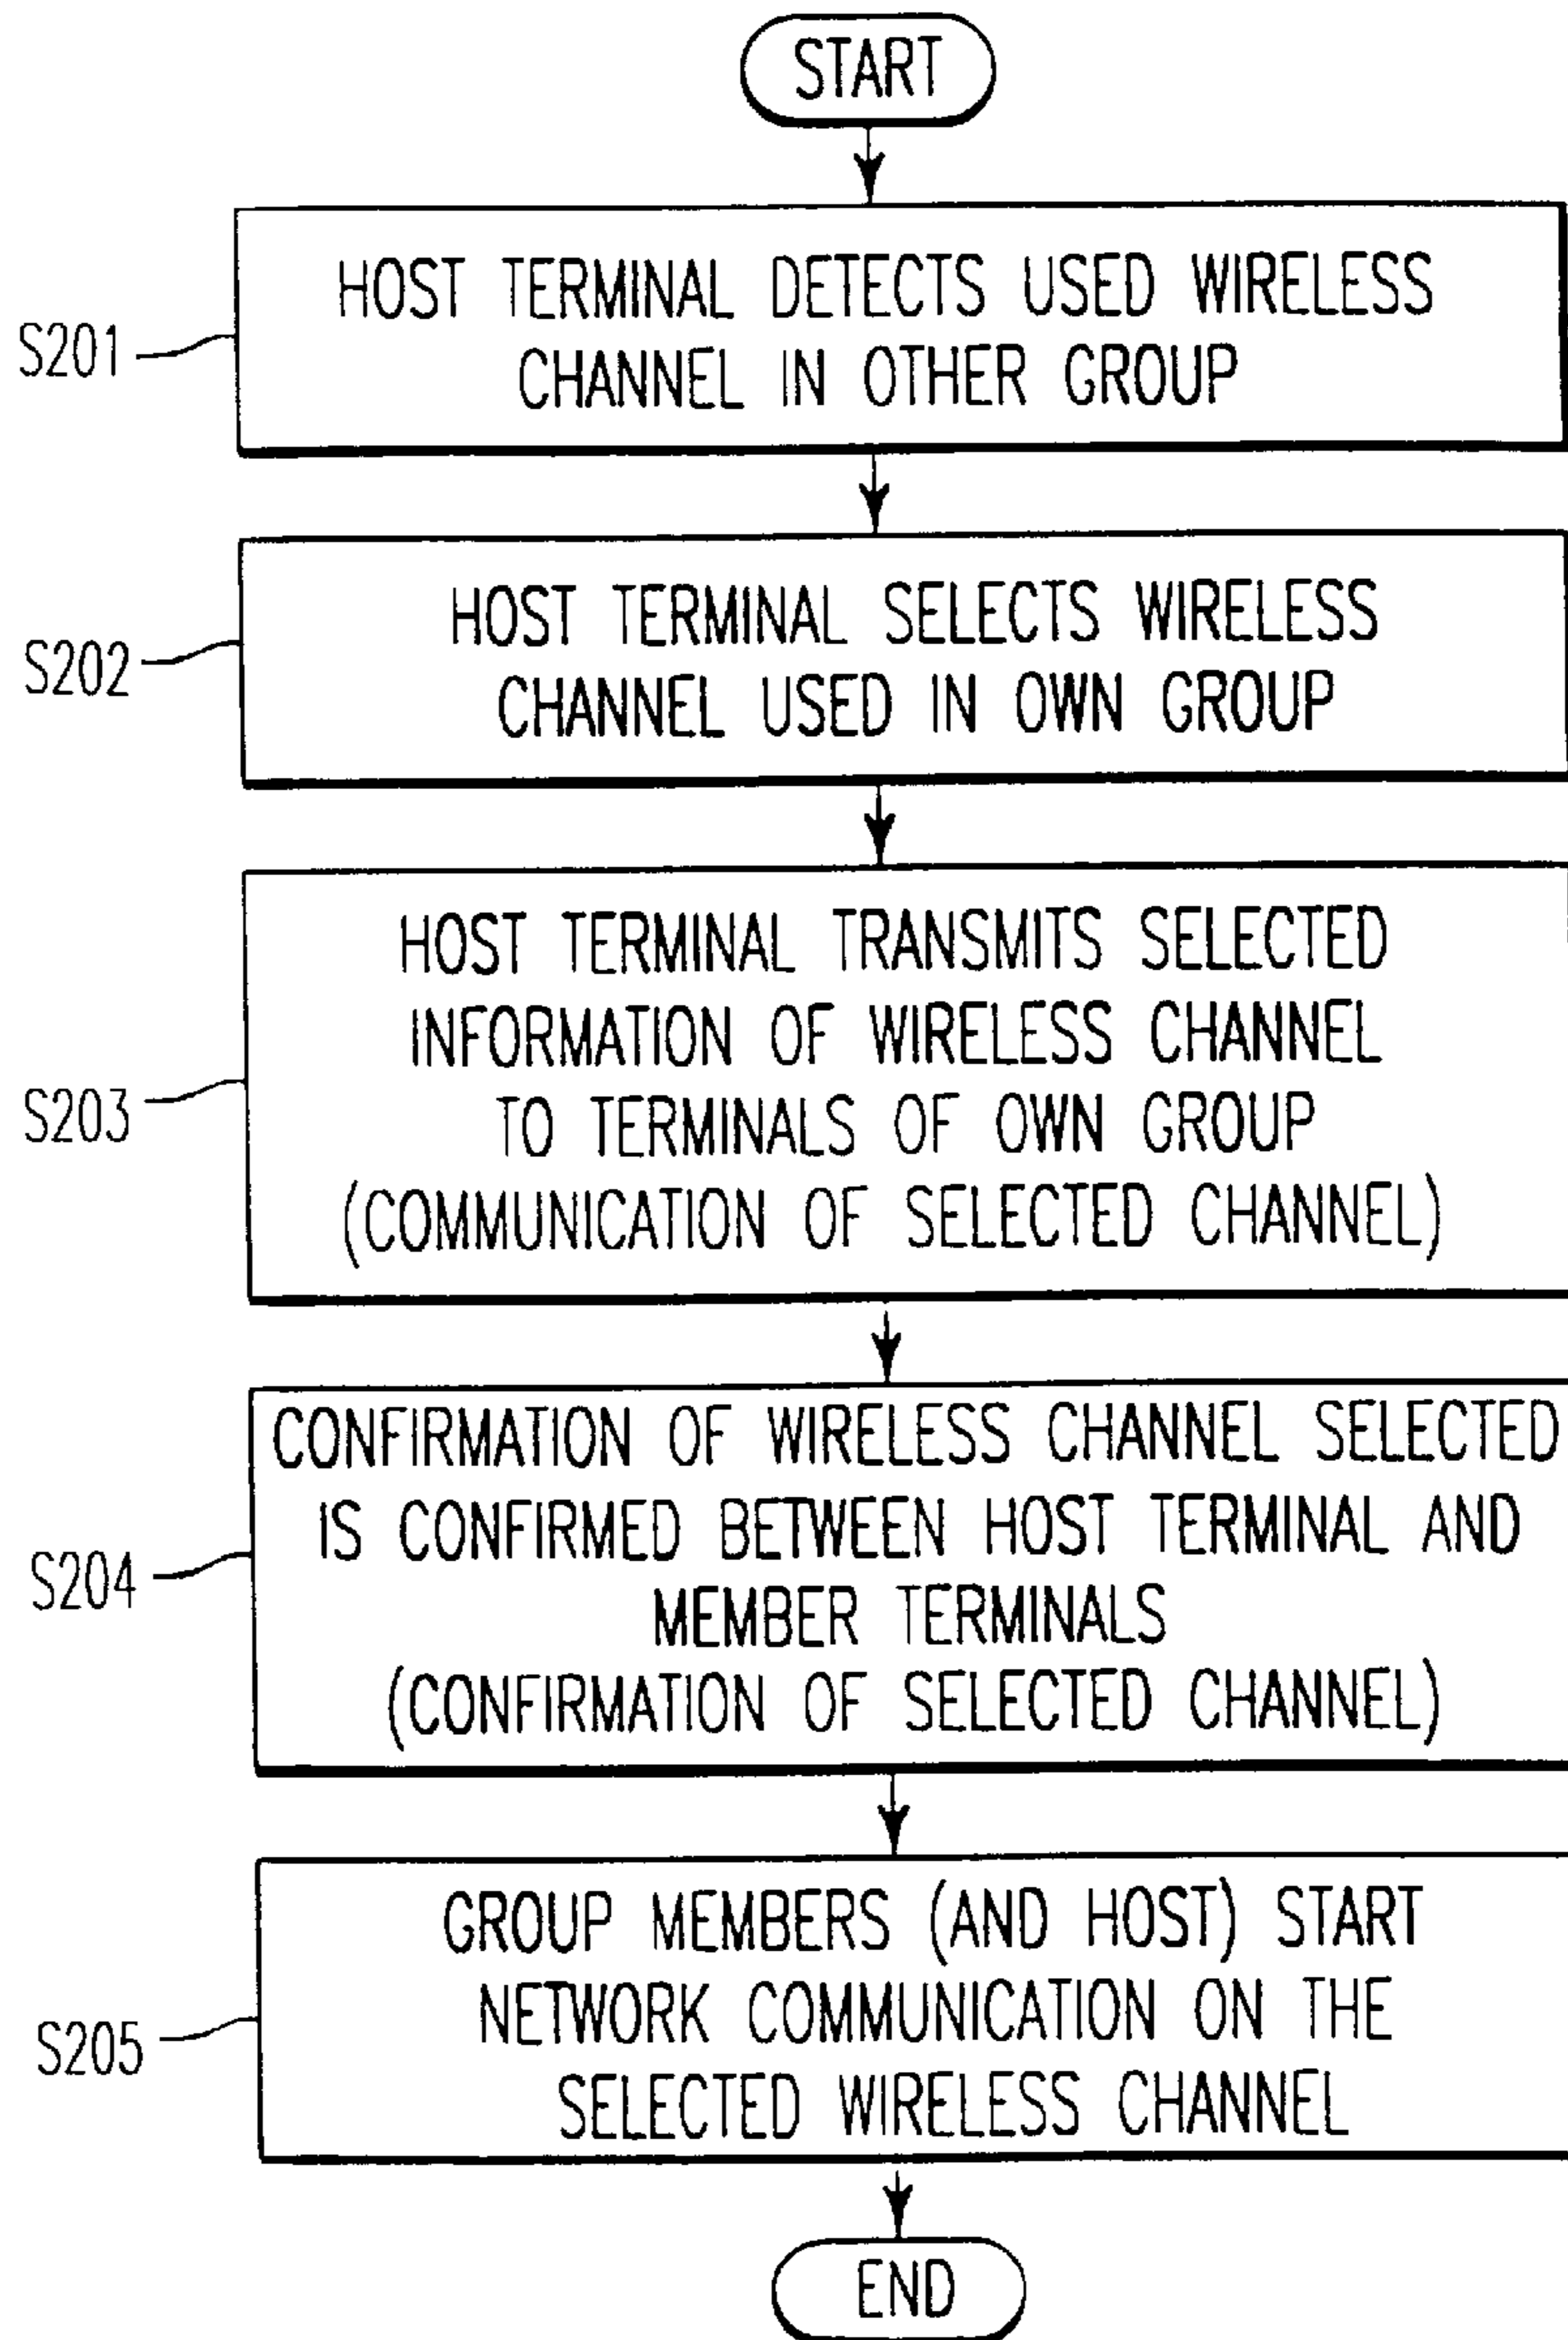 START
S201
HOST TERMINAL DETECTS USED WIRELESS
CHANNEL IN OTHER GROUP
S202
HOST TERMINAL SELECTS WIRELESS
CHANNEL USED IN OWN GROUP
S203
HOST TERMINAL TRANSMITS SELECTED
INFORMATION OF WIRELESS CHANNEL
TO TERMINALS OF OWN GROUP
(COMMUNICATION OF SELECTED CHANNEL)
S204
CONFIRMATION OF WIRELESS CHANNEL SELECTED
IS CONFIRMED BETWEEN HOST TERMINAL AND
MEMBER TERMINALS
(CONFIRMATION OF SELECTED CHANNEL)
S205
GROUP MEMBERS (AND HOST) START
NETWORK COMMUNICATION ON THE
SELECTED WIRELESS CHANNEL
END